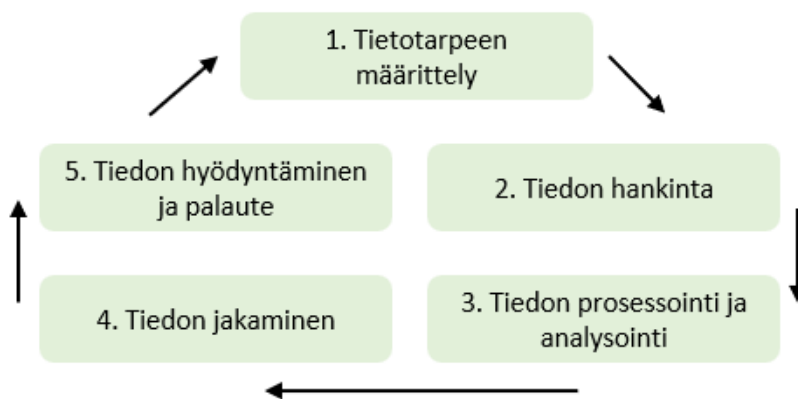 1. Tietotarpeen
määrittely
2. Tiedon hankinta
3. Tiedon prosessointi ja
analysointi
4. Tiedon jakaminen
5. Tiedon hyödyntäminen
ja palaute